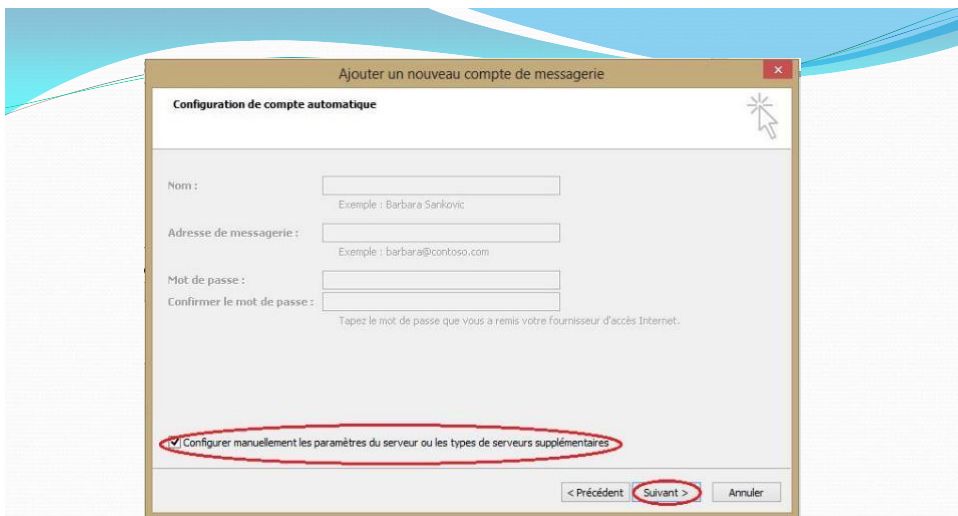 Ajouter un nouveau compte de messagerie
Configuration de compte automatique
Nom :
Exemple : Barbara Sankovic
Adresse de messagerie :
Exemple : barbara@contoso.com
Mot de passe :
Confirmer le mot de passe :
Tapez le mot de passe que vous a remis votre fournisseur d'accès Internet.
Configurer manuellement les paramètres du serveur ou les types de serveurs supplémentaires
< Précédent Suivant > Annuler